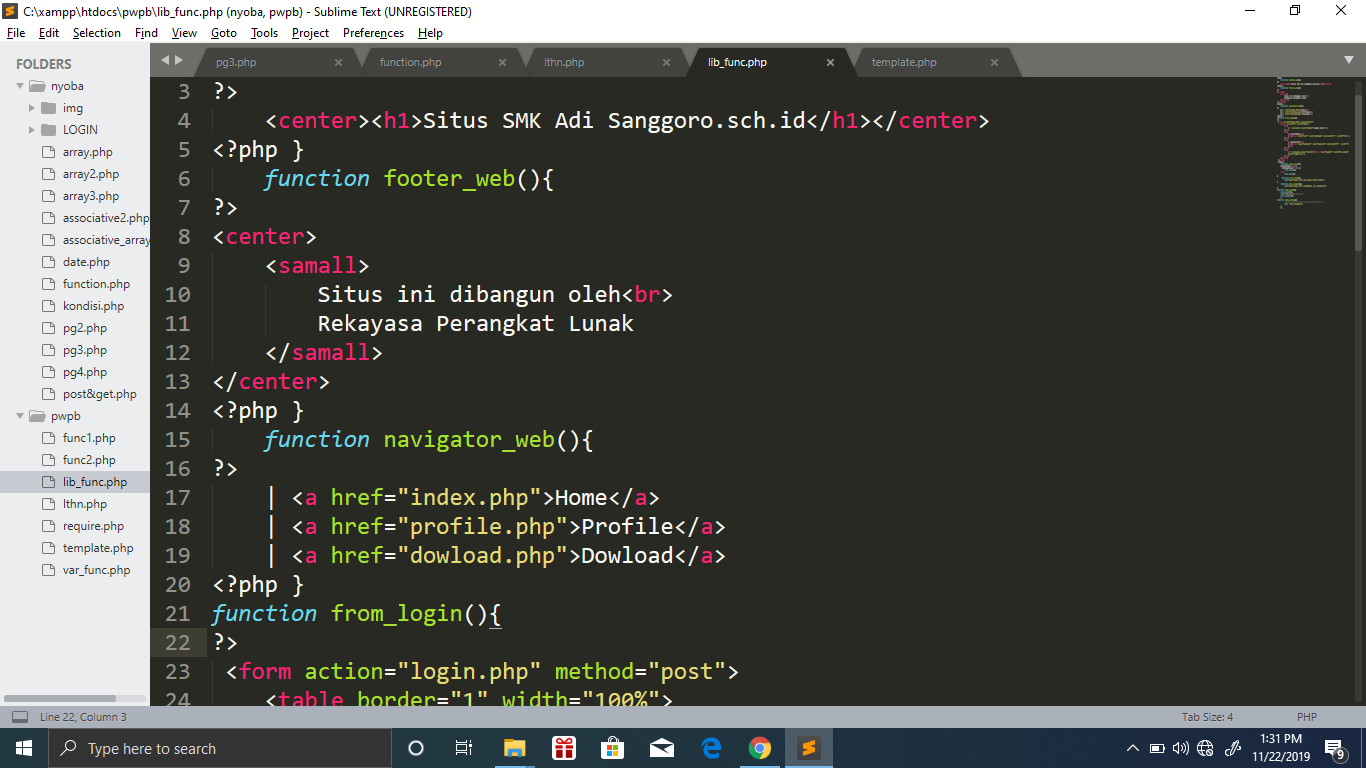 C:\xampp\htdocs\pwpb\lib_func.php (nyoba, pwpb) - Sublime Text (UNREGISTERED)
File Edit Selection Find View Goto Tools Project Preferences Help
FOLDERS
nyoba
img
LOGIN
array.php
array2.php
array3.php
associative2.php
associative_array
date.php
function.php
kondisi.php
pg2.php
pg3.php
pg4.php
post&get.php
pwpb
func1.php
func2.php
lib_func.php
lthn.php
require.php
template.php
var_func.php
pg3.php × function.php × lthn.php × lib_func.php × template.php ×
3 ?>
4 <center><h1>Situs SMK Adi Sanggoro.sch.id</h1></center>
5 <?php }
6 function footer_web(){
7 ?>
8 <center>
9 <samall>
10 Situs ini dibangun oleh<br>
11 Rekayasa Perangkat Lunak
12 </samall>
13 </center>
14 <?php }
15 function navigator_web(){
16 ?>
17 | <a href="index.php">Home</a>
18 | <a href="profile.php">Profile</a>
19 | <a href="dowload.php">Dowload</a>
20 <?php }
21 function from_login(){
22 ?>
23 <form action="login.php" method="post">
24 <table border="1" width="100%">
Line 22, Column 3 Tab Size: 4 PHP
Type here to search
1:31 PM
11/22/2019
9